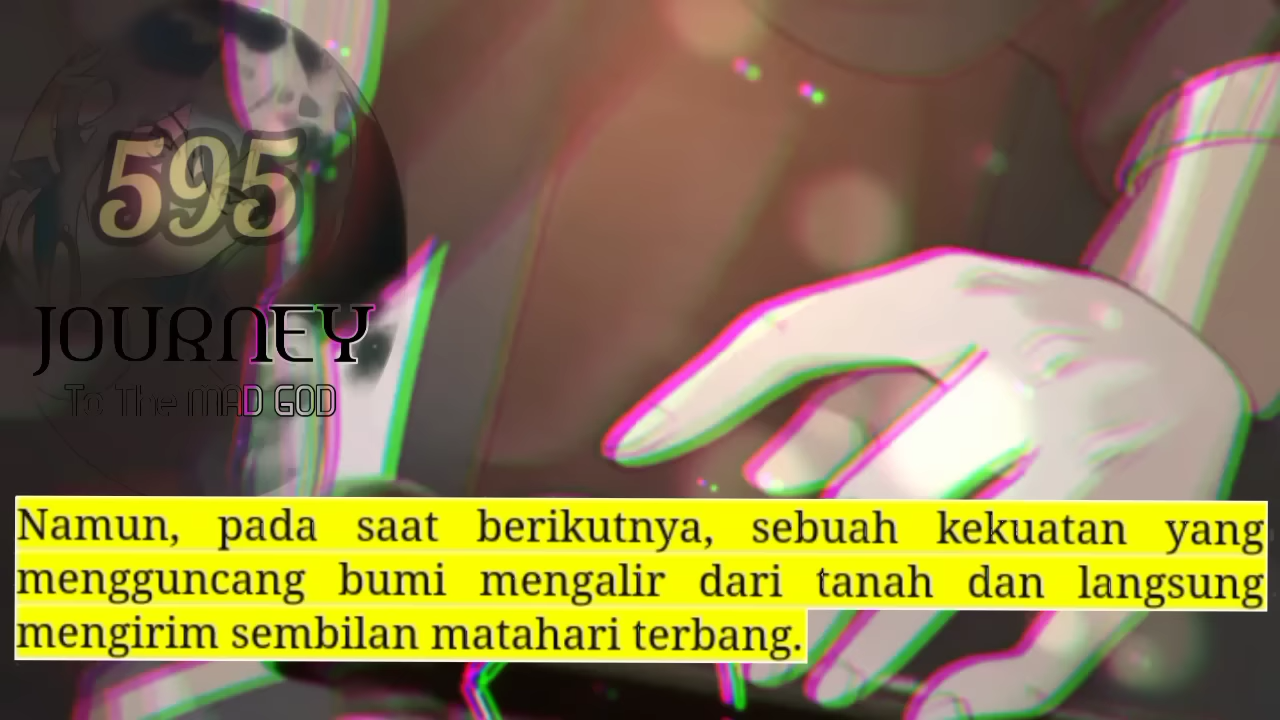 595
JOURNEY
To The MAD GOD
Namun, pada saat berikutnya, sebuah kekuatan yang
mengguncang bumi mengalir dari tanah dan langsung
mengirim sembilan matahari terbang.